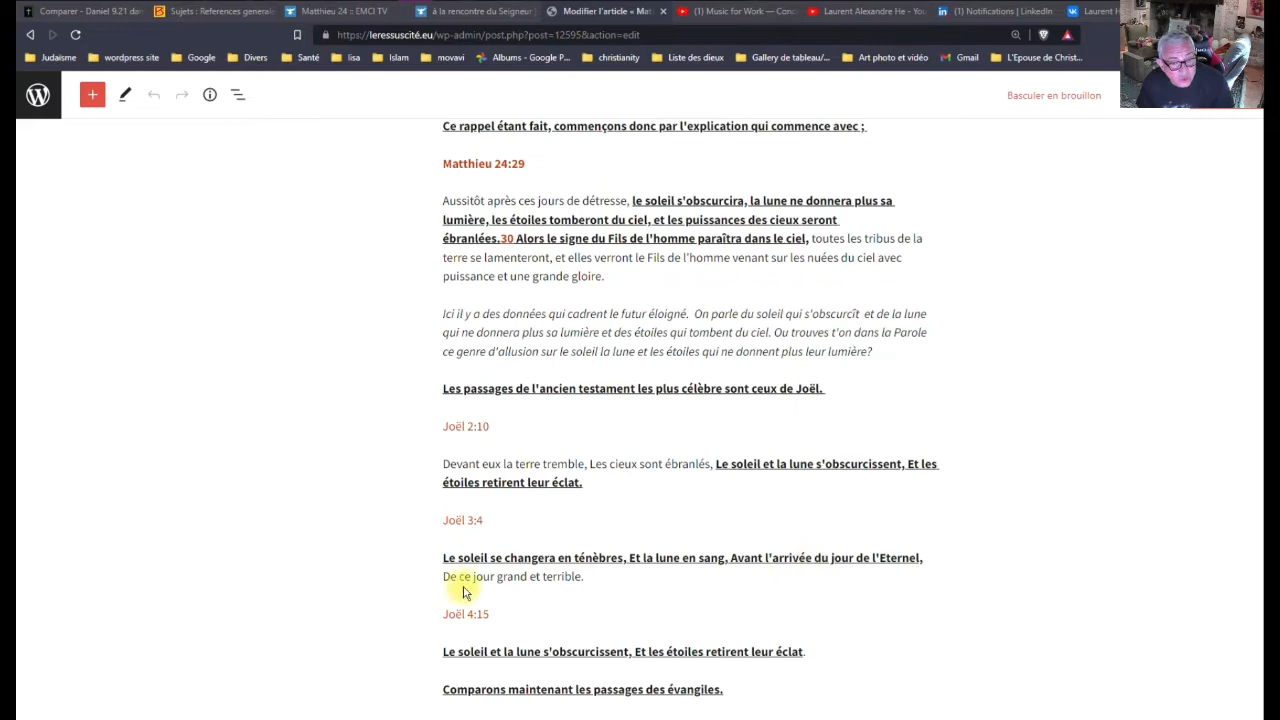 Comparer - Daniel 9.21 dan
Sujets : References generale
Matthieu 24 :: EMCI TV
à la rencontre du Seigneur
Modifier l'article « Mat
(1) Music for Work — Conc
Laurent Alexandre He - You
(1) Notifications | LinkedIn
Laurent H
https://leressuscité.eu/wp-admin/post.php?post=12595&action=edit
Judaïsme
wordpress site
Google
Divers
Santé
lisa
Islam
movavi
Albums - Google P...
christianity
Liste des dieux
Gallery de tableau/...
Art photo et vidéo
Gmail
L'Epouse de Christ...
Basculer en brouillon
Ce rappel étant fait, commençons donc par l'explication qui commence avec ;
Matthieu 24:29
Aussitôt après ces jours de détresse, le soleil s'obscurcira, la lune ne donnera plus sa
lumière, les étoiles tomberont du ciel, et les puissances des cieux seront
ébranlées.30 Alors le signe du Fils de l'homme paraîtra dans le ciel, toutes les tribus de la
terre se lamenteront, et elles verront le Fils de l'homme venant sur les nuées du ciel avec
puissance et une grande gloire.
Ici il y a des données qui cadrent le futur éloigné. On parle du soleil qui s'obscurcît et de la lune
qui ne donnera plus sa lumière et des étoiles qui tombent du ciel. Ou trouves t'on dans la Parole
ce genre d'allusion sur le soleil la lune et les étoiles qui ne donnent plus leur lumière?
Les passages de l'ancien testament les plus célèbre sont ceux de Joël.
Joël 2:10
Devant eux la terre tremble, Les cieux sont ébranlés, Le soleil et la lune s'obscurcissent, Et les
étoiles retirent leur éclat.
Joël 3:4
Le soleil se changera en ténèbres, Et la lune en sang, Avant l'arrivée du jour de l'Eternel,
De ce jour grand et terrible.
Joël 4:15
Le soleil et la lune s'obscurcissent, Et les étoiles retirent leur éclat.
Comparons maintenant les passages des évangiles.